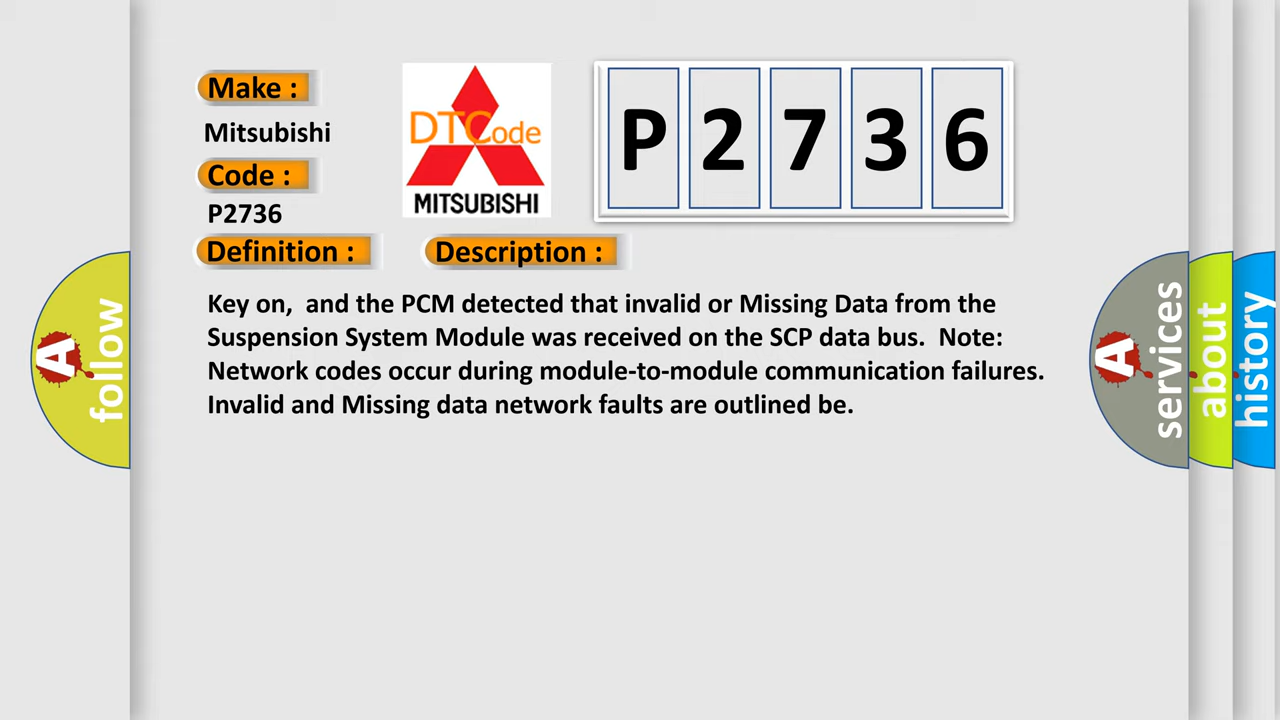 Make :
Mitsubishi
Code :
P2736
Definition :
Description :
DTCode
MITSUBISHI
P 2 7 3 6
Key on,  and the PCM detected that invalid or Missing Data from the
Suspension System Module was received on the SCP data bus  Note:
Network codes occur during module-to-module communication failures.
Invalid and Missing data network faults are outlined be.
A follow
A services
about
history